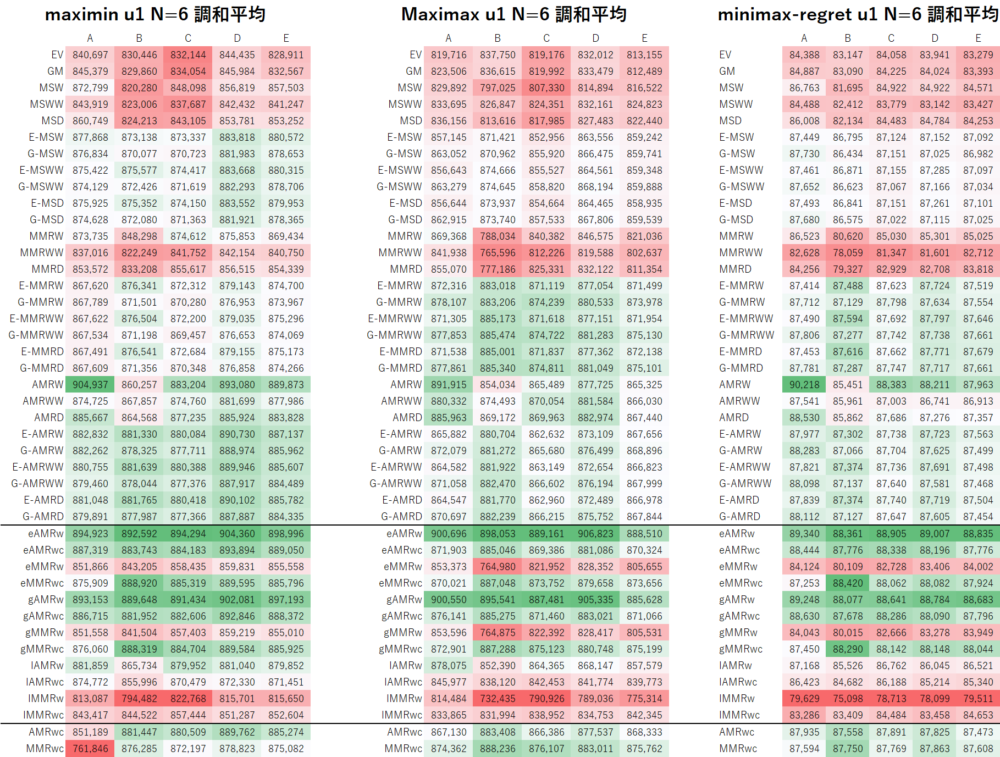 maximin u1 N=6 調和平均 Maximax u1 N=6 調和平均 minimax-regret u1 N=6 調和平均
A B C D E A B C D E A B C D E
EV 840,697 830,446 832,144 844,435 828,911 EV 819,716 837,750 819,176 832,012 813,155 EV 84,388 83,147 84,058 83,941 83,279
GM 845,379 829,860 834,054 845,984 832,567 GM 823,506 836,615 819,992 833,479 812,489 GM 84,887 83,090 84,225 84,024 83,393
MSW 872,799 820,280 848,098 856,819 857,503 MSW 829,892 797,025 807,330 814,894 816,522 MSW 86,763 81,695 84,922 84,922 84,571
MSWW 843,919 823,006 837,687 842,432 841,247 MSWW 833,695 826,847 824,351 832,161 824,823 MSWW 84,488 82,412 83,779 83,142 83,427
MSD 860,749 824,213 843,105 853,781 853,252 MSD 836,156 813,616 817,985 827,483 822,440 MSD 86,008 82,134 84,483 84,784 84,253
E-MSW 877,868 873,138 873,337 883,818 880,572 E-MSW 857,145 871,421 852,956 863,556 859,242 E-MSW 87,449 86,795 87,124 87,152 87,092
G-MSW 876,834 870,077 870,723 881,983 878,653 G-MSW 863,052 870,962 855,920 866,475 859,741 G-MSW 87,730 86,434 87,151 87,025 86,982
E-MSWW 875,422 875,577 874,417 883,668 880,315 E-MSWW 856,643 874,666 855,527 864,561 859,348 E-MSWW 87,461 86,871 87,155 87,285 87,097
G-MSWW 874,129 872,426 871,619 882,293 878,706 G-MSWW 863,279 874,645 858,820 868,194 859,888 G-MSWW 87,652 86,623 87,067 87,166 87,034
E-MSD 875,925 875,352 874,150 883,552 879,953 E-MSD 856,644 873,937 854,664 864,465 858,935 E-MSD 87,493 86,841 87,151 87,261 87,101
G-MSD 874,628 872,080 871,363 881,921 878,365 G-MSD 862,915 873,740 857,533 867,806 859,539 G-MSD 87,680 86,575 87,022 87,115 87,025
MMRW 873,735 848,298 874,612 875,853 869,434 MMRW 869,368 788,034 840,382 846,575 821,036 MMRW 86,523 80,620 85,030 85,301 85,025
MMRWW 837,016 822,249 841,752 842,154 840,750 MMRWW 841,938 765,596 812,226 819,588 802,637 MMRWW 82,628 78,059 81,347 81,601 82,712
MMRD 853,572 833,208 855,617 856,515 854,339 MMRD 855,070 777,186 825,331 832,122 811,354 MMRD 84,256 79,327 82,929 82,708 83,818
E-MMRW 867,620 876,341 872,312 879,143 874,700 E-MMRW 872,316 883,018 871,119 877,054 871,499 E-MMRW 87,414 87,488 87,623 87,724 87,519
G-MMRW 867,789 871,501 870,280 876,953 873,967 G-MMRW 878,107 883,206 874,239 880,533 873,978 G-MMRW 87,712 87,129 87,798 87,634 87,554
E-MMRWW 867,622 876,504 872,200 879,035 875,296 E-MMRWW 871,305 885,173 871,618 877,151 871,954 E-MMRWW 87,490 87,594 87,692 87,797 87,646
G-MMRWW 867,534 871,198 869,457 876,653 874,069 G-MMRWW 877,853 885,474 874,722 881,283 875,130 G-MMRWW 87,806 87,277 87,742 87,738 87,661
E-MMRD 867,491 876,541 872,684 879,155 875,173 E-MMRD 871,538 885,001 871,837 877,362 872,138 E-MMRD 87,453 87,616 87,662 87,771 87,679
G-MMRD 867,609 871,356 870,348 876,858 874,266 G-MMRD 877,861 885,340 874,811 881,049 875,101 G-MMRD 87,781 87,287 87,747 87,717 87,661
AMRW 904,937 860,257 883,204 893,080 889,873 AMRW 891,915 854,034 865,489 877,725 865,325 AMRW 90,218 85,451 88,383 88,211 87,963
AMRWW 874,725 867,857 874,760 881,699 877,986 AMRWW 880,332 874,493 870,054 881,584 866,030 AMRWW 87,541 85,961 87,003 86,741 86,913
AMRD 885,667 864,568 877,235 885,924 883,828 AMRD 885,963 869,172 869,963 882,974 867,440 AMRD 88,530 85,862 87,686 87,276 87,357
E-AMRW 882,832 881,330 880,084 890,730 887,137 E-AMRW 865,882 880,704 862,632 873,109 867,656 E-AMRW 87,977 87,302 87,738 87,723 87,563
G-AMRW 882,262 878,325 877,711 888,974 885,962 G-AMRW 872,079 881,272 865,680 876,499 868,896 G-AMRW 88,283 87,066 87,704 87,625 87,499
E-AMRWW 880,755 881,639 880,388 889,946 885,607 E-AMRWW 864,582 881,922 863,149 872,654 866,823 E-AMRWW 87,821 87,374 87,736 87,691 87,498
G-AMRWW 879,460 878,044 877,376 887,917 884,489 G-AMRWW 871,058 882,470 866,602 876,194 867,999 G-AMRWW 88,098 87,137 87,640 87,581 87,468
E-AMRD 881,048 881,765 880,418 890,102 885,782 E-AMRD 864,547 881,770 862,960 872,489 866,978 E-AMRD 87,839 87,374 87,740 87,719 87,504
G-AMRD 879,891 877,987 877,366 887,887 884,335 G-AMRD 870,697 882,239 866,215 875,752 867,844 G-AMRD 88,112 87,127 87,647 87,605 87,454
eAMRw 894,923 892,592 894,294 904,360 898,996 eAMRw 900,696 898,053 889,161 906,823 888,510 eAMRw 89,340 88,361 88,905 89,007 88,835
eAMRwc 887,319 883,743 884,183 893,894 889,050 eAMRwc 871,903 885,046 869,386 881,086 870,324 eAMRwc 88,444 87,776 88,338 88,196 87,776
eMMRw 851,866 843,205 858,435 859,831 855,558 eMMRw 853,373 764,980 821,952 828,352 805,655 eMMRw 84,124 80,109 82,728 83,406 84,002
eMMRwc 875,909 888,920 885,319 889,595 885,796 eMMRwc 870,021 887,048 873,752 879,658 873,656 eMMRwc 87,253 88,420 88,062 88,082 87,924
gAMRw 893,153 889,648 891,434 902,081 897,193 gAMRw 900,550 895,541 887,481 905,335 885,628 gAMRw 89,248 88,077 88,641 88,784 88,683
gAMRwc 886,715 881,952 882,606 892,846 888,372 gAMRwc 876,141 885,275 871,460 883,021 871,066 gAMRwc 88,630 87,678 88,286 88,090 87,796
gMMRw 851,558 841,504 857,403 859,219 855,010 gMMRw 853,596 764,875 822,392 828,417 805,531 gMMRw 84,043 80,015 82,666 83,278 83,949
gMMRwc 876,060 888,319 884,704 889,584 885,925 gMMRwc 872,901 887,288 875,123 880,748 875,199 gMMRwc 87,450 88,290 88,142 88,148 88,044
lAMRw 881,859 865,734 879,952 881,040 879,852 lAMRw 878,075 852,390 864,365 868,147 857,579 lAMRw 87,168 85,526 86,762 86,045 86,521
lAMRwc 874,772 855,996 870,479 872,330 871,451 lAMRwc 845,977 838,120 842,453 841,774 839,773 lAMRwc 86,423 84,682 86,188 85,214 85,340
lMMRw 813,087 794,482 822,768 815,701 815,650 lMMRw 814,484 732,435 790,926 789,036 775,314 lMMRw 79,629 75,098 78,713 78,099 79,511
lMMRwc 843,417 844,522 857,444 851,287 852,604 lMMRwc 833,865 831,994 838,952 834,753 842,345 lMMRwc 83,286 83,409 84,484 83,458 84,653
AMRwc 851,189 881,447 880,509 889,762 885,274 AMRwc 867,130 883,408 866,386 877,537 868,333 AMRwc 87,935 87,558 87,891 87,825 87,473
MMRwc 761,846 876,285 872,197 878,823 875,082 MMRwc 874,362 888,236 876,107 883,011 875,762 MMRwc 87,594 87,750 87,769 87,863 87,608